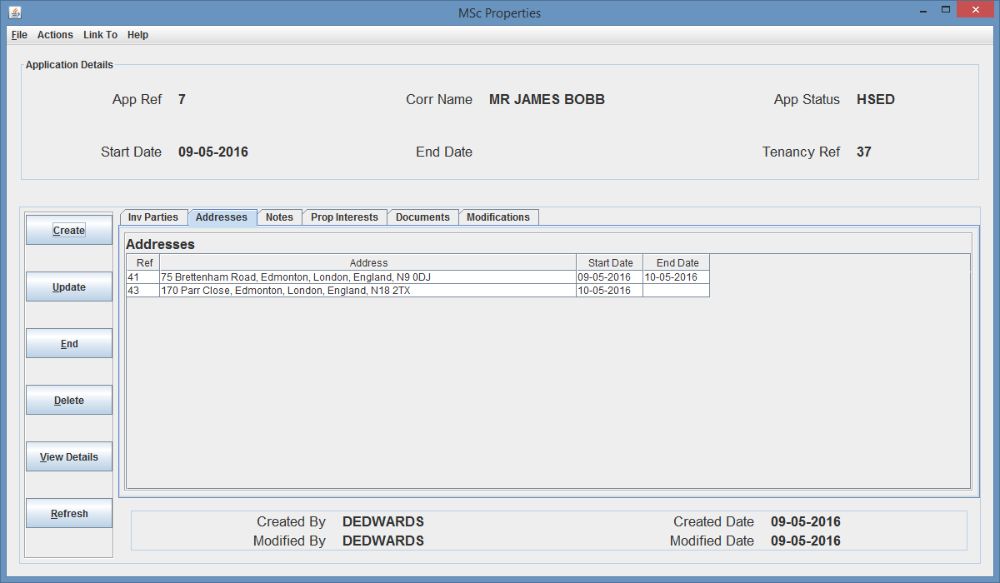 MSc Properties
File Actions Link To Help
Application Details
App Ref 7 Corr Name MR JAMES BOBB App Status HSED
Start Date 09-05-2016 End Date Tenancy Ref 37
Inv Parties Addresses Notes Prop Interests Documents Modifications
Create
Update
End
Delete
View Details
Refresh
Addresses
Ref Address Start Date End Date
41 75 Brettenham Road, Edmonton, London, England, N9 0DJ 09-05-2016 10-05-2016
43 170 Parr Close, Edmonton, London, England, N18 2TX 10-05-2016
Created By DEDWARDS Created Date 09-05-2016
Modified By DEDWARDS Modified Date 09-05-2016